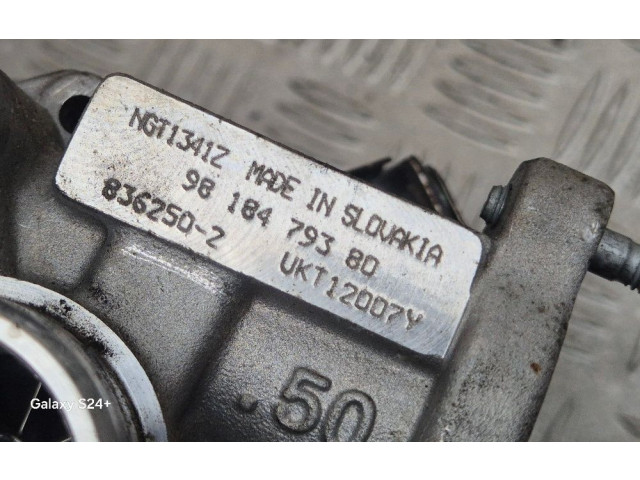 NGT1341Z MADE IN SLOVAKIA
98 184 793 80
836250-2 UKT12007Y
.50
Galaxy S24+